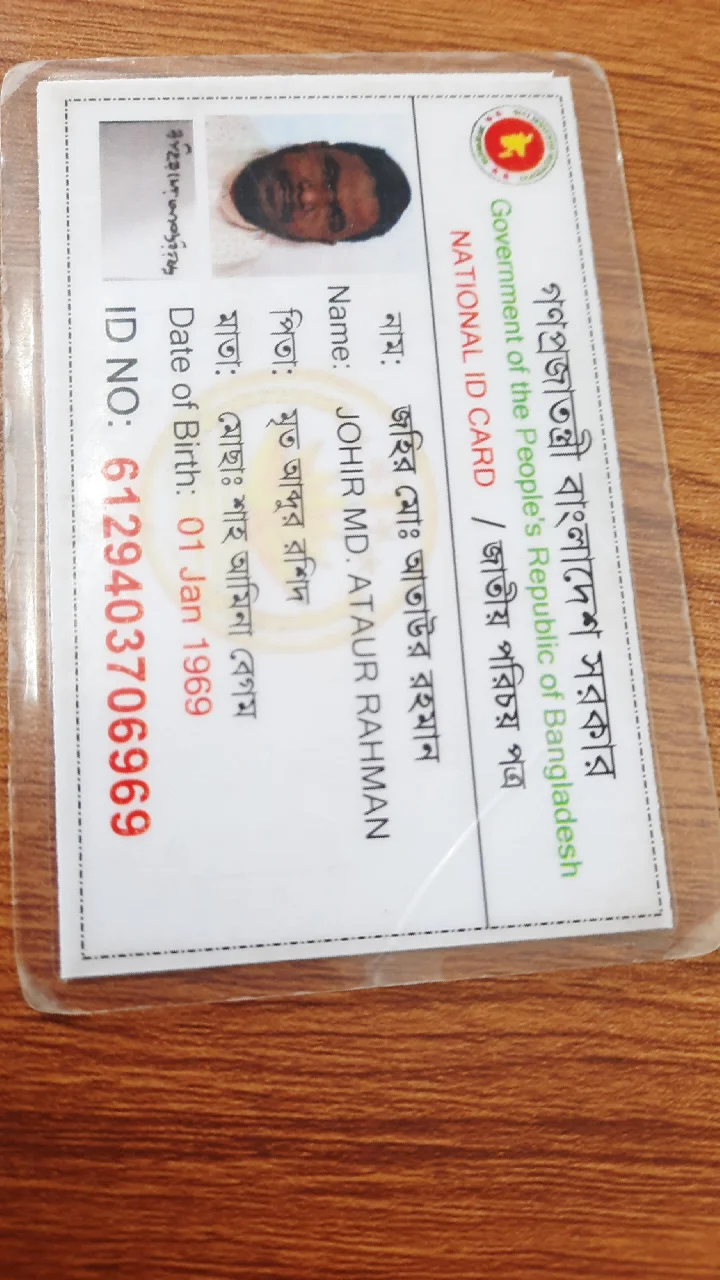 গণপ্রজাতন্ত্রী বাংলাদেশ সরকার
Government of the People's Republic of Bangladesh
NATIONAL ID CARD / জাতীয় পরিচয় পত্র
নাম: জহির মোঃ আতাউর রহমান
Name: JOHIR MD. ATAUR RAHMAN
পিতা: মৃত আব্দুর রশিদ
মাতা: মোছাঃ শাহ আমিনা বেগম
Date of Birth: 01 Jan 1969
ID NO: 6129403706969